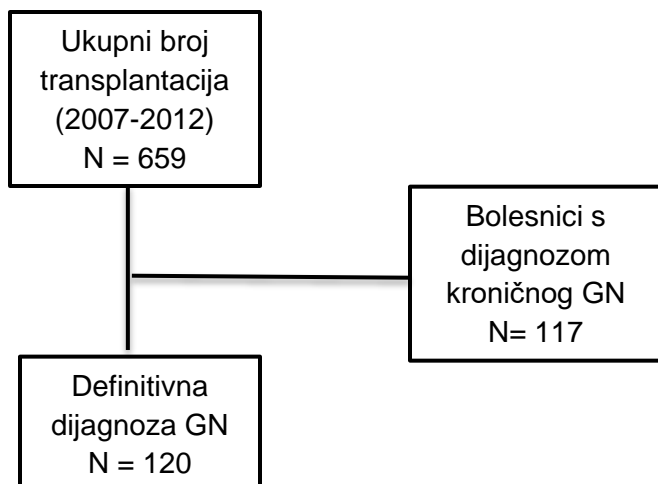 Ukupni broj
transplantacija
(2007-2012)
N = 659
Bolesnici s
dijagnozom
kroničnog GN
N= 117
Definitivna
dijagnoza GN
N = 120